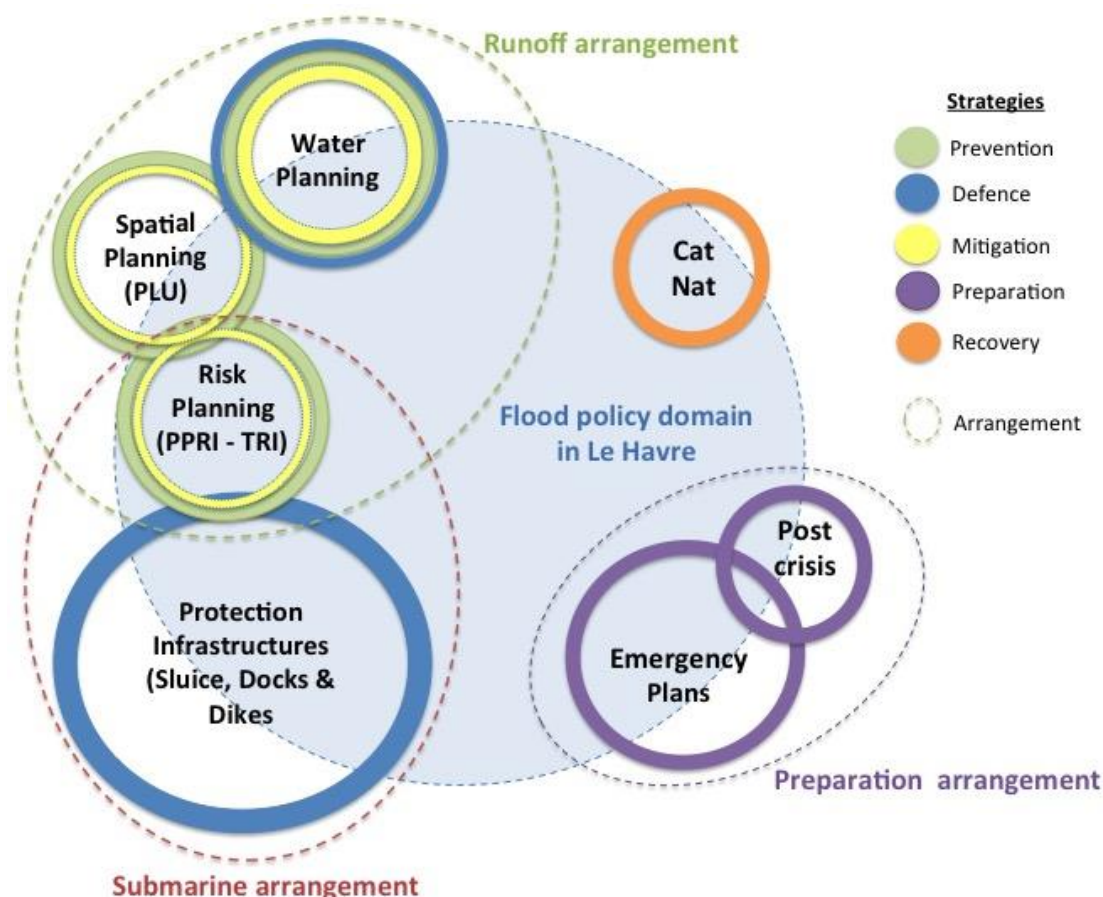 Runoff arrangement
Water
Planning
Spatial
Planning
(PLU)
Risk
Planning
(PPRI - TRI)
Protection
Infrastructures
(Sluice, Docks &
Dikes
Submarine arrangement
Cat
Nat
Flood policy domain
in Le Havre
Post
crisis
Emergency
Plans
Preparation arrangement
Strategies
Prevention
Defence
Mitigation
Preparation
Recovery
Arrangement